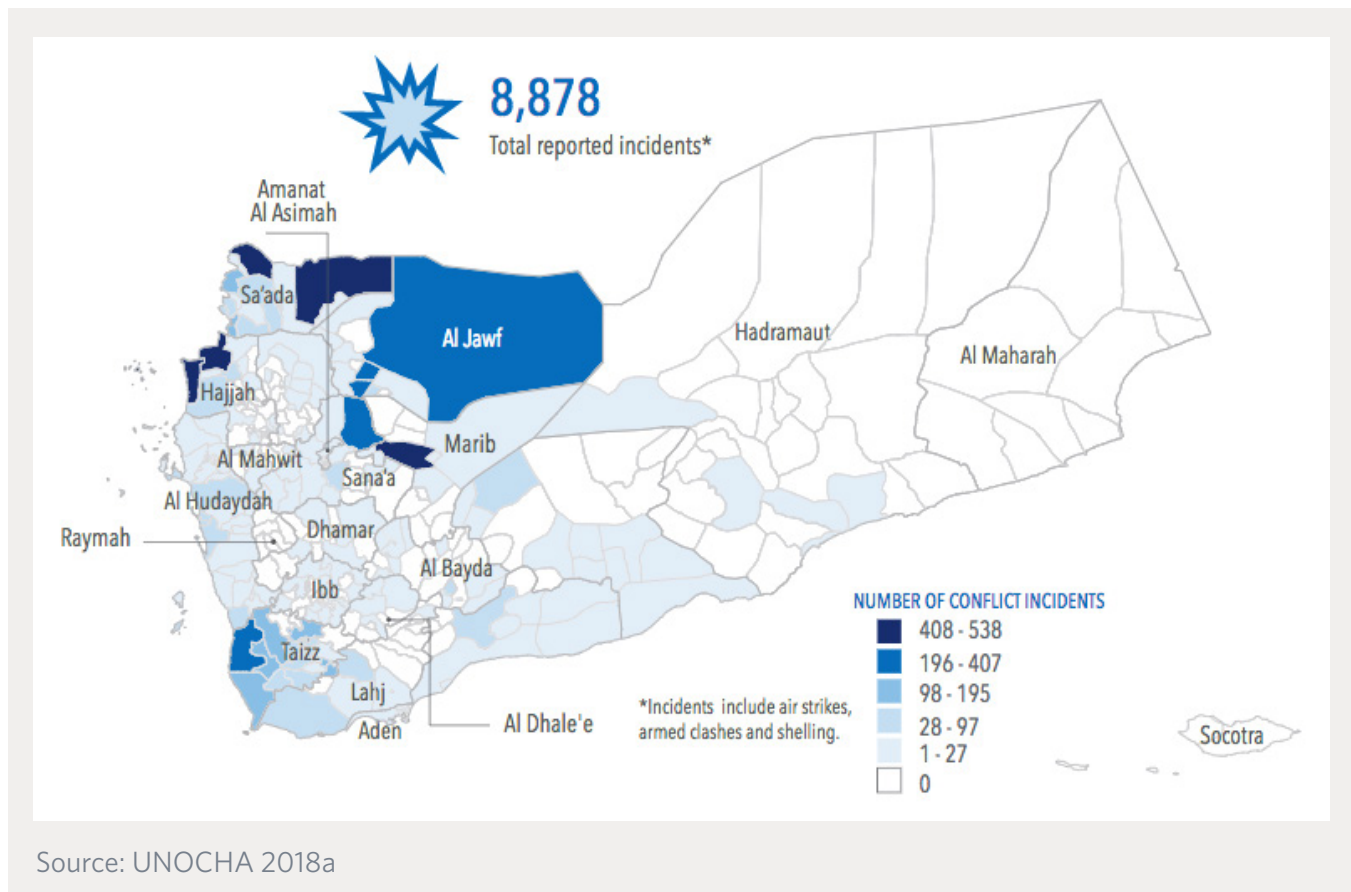 8,878
Total reported incidents*
Amanat
Al Asimah
Sa'ada
Al Jawf
Hadramaut
Al Maharah
Hajjah
Marib
Al Mahwit
Sana'a
Al Hudaydah
Raymah
Dhamar
Al Bayda
Ibb
Taizz
Lahj
Aden
Al Dhale'e
Socotra
NUMBER OF CONFLICT INCIDENTS
408 - 538
196 - 407
98 - 195
28 - 97
1 - 27
0
*Incidents include air strikes,
armed clashes and shelling.
Source: UNOCHA 2018a